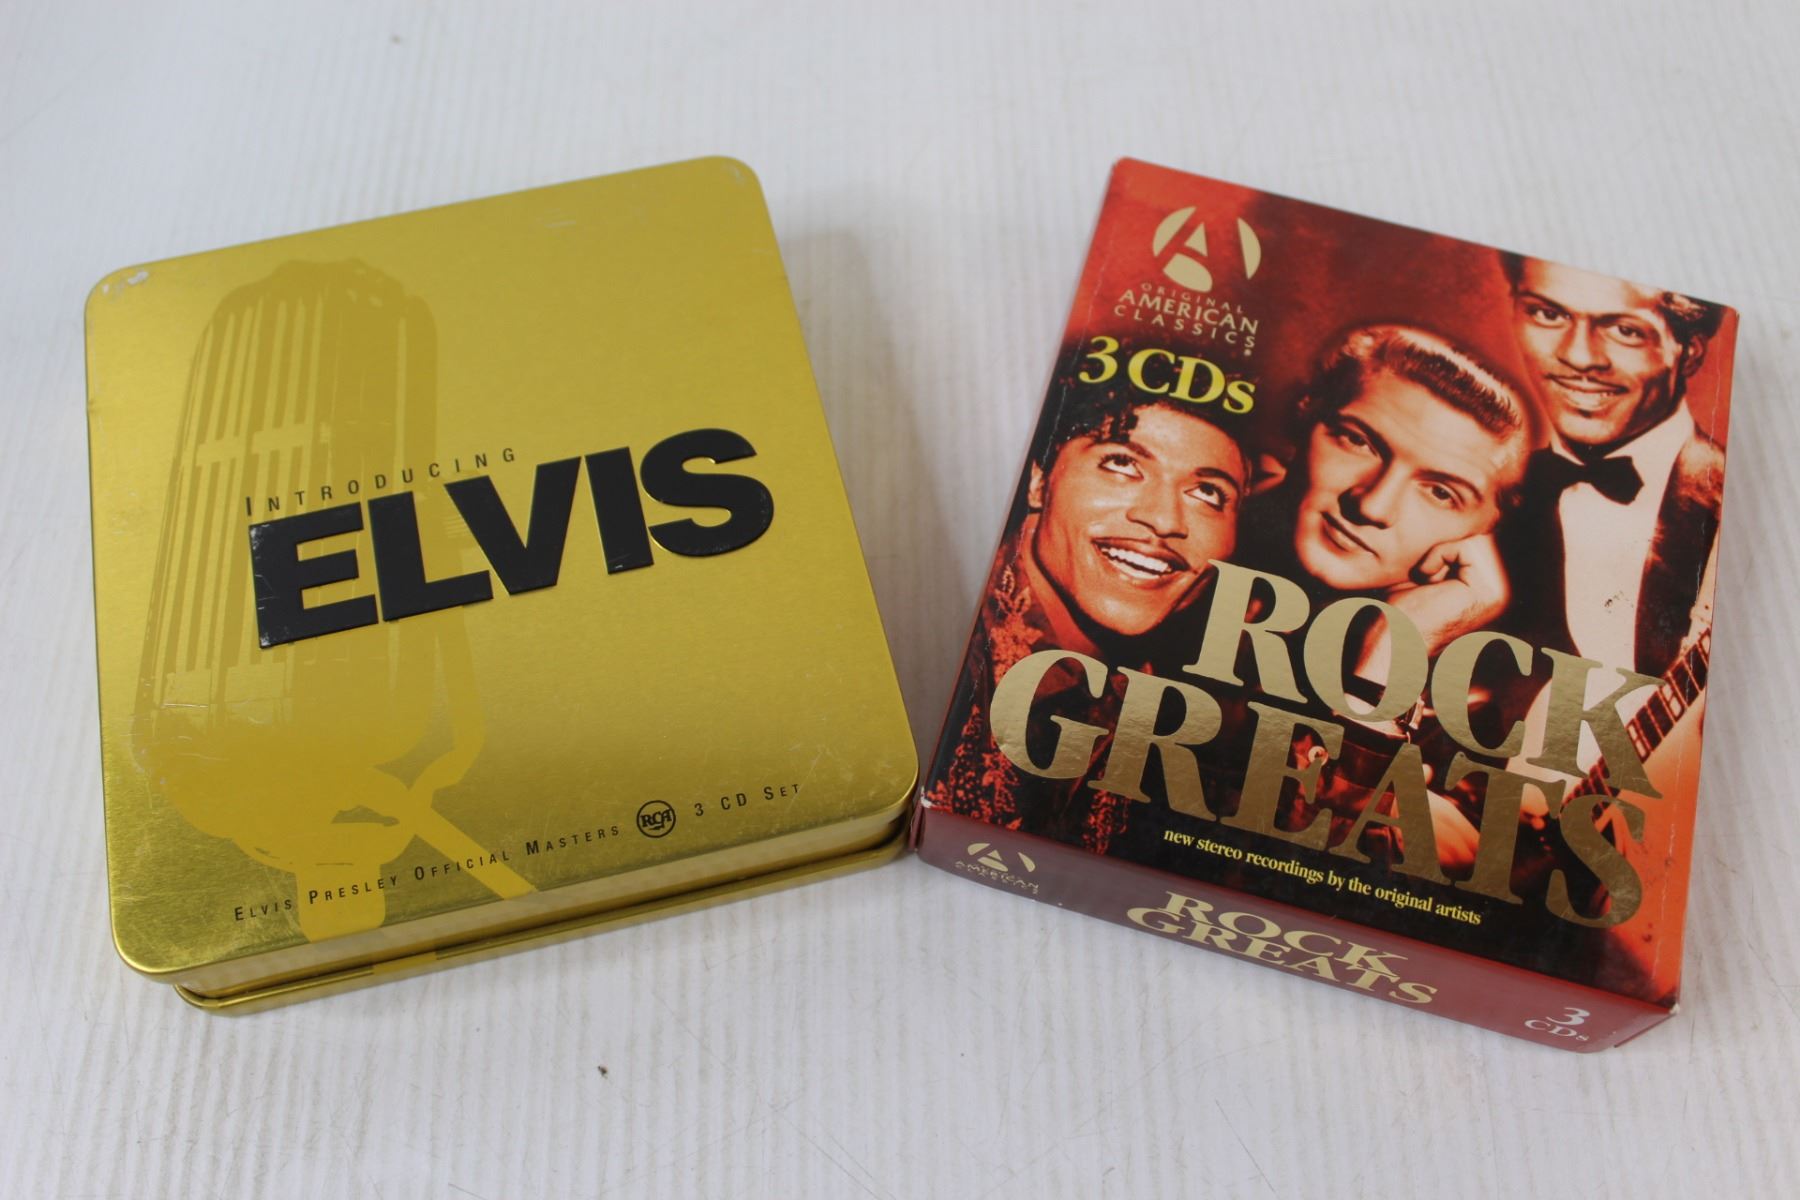 INTRODUCING
ELVIS
ELVIS PRESLEY OFFICIAL MASTERS RCA 3 CD SET
ORIGINAL
AMERICAN
CLASSICS®
3 CDs
ROCK
GREATS
new stereo recordings by the original artists
AMERICAN
ROCK
GREATS
3
CDs